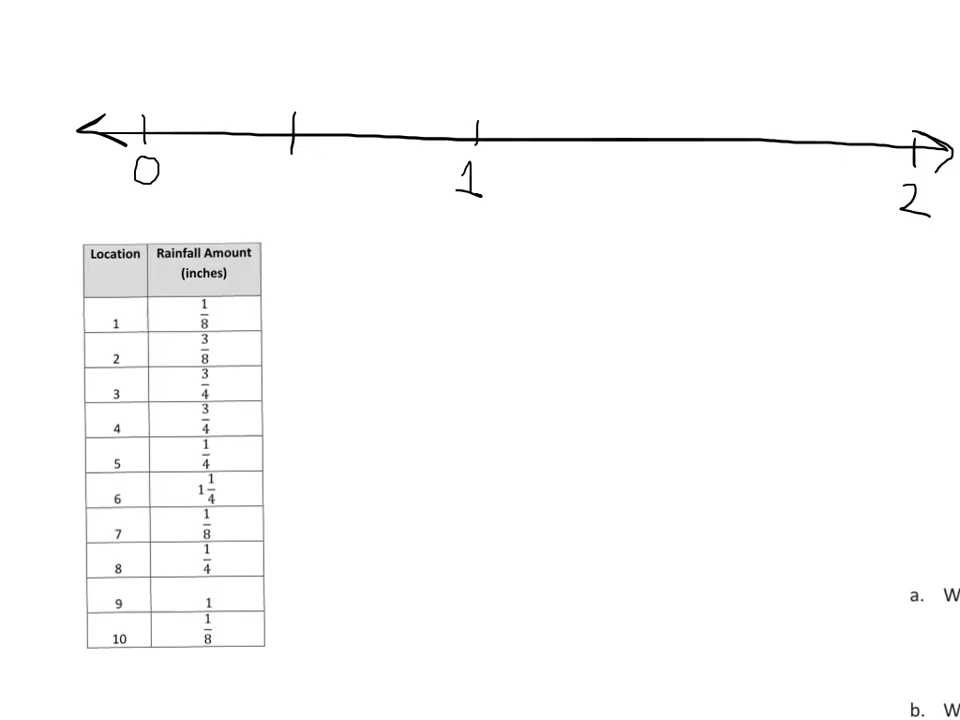 0 1 2
Location Rainfall Amount
(inches)
1 1/8
2 3/8
3 3/4
4 3/4
5 1/4
6 1 1/4
7 1/8
8 1/4
9 1
10 1/8
a. W
b. W